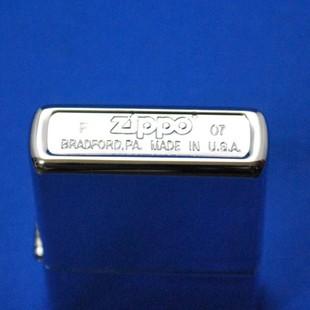 F zippo 07
BRADFORD,PA. MADE IN U.S.A.